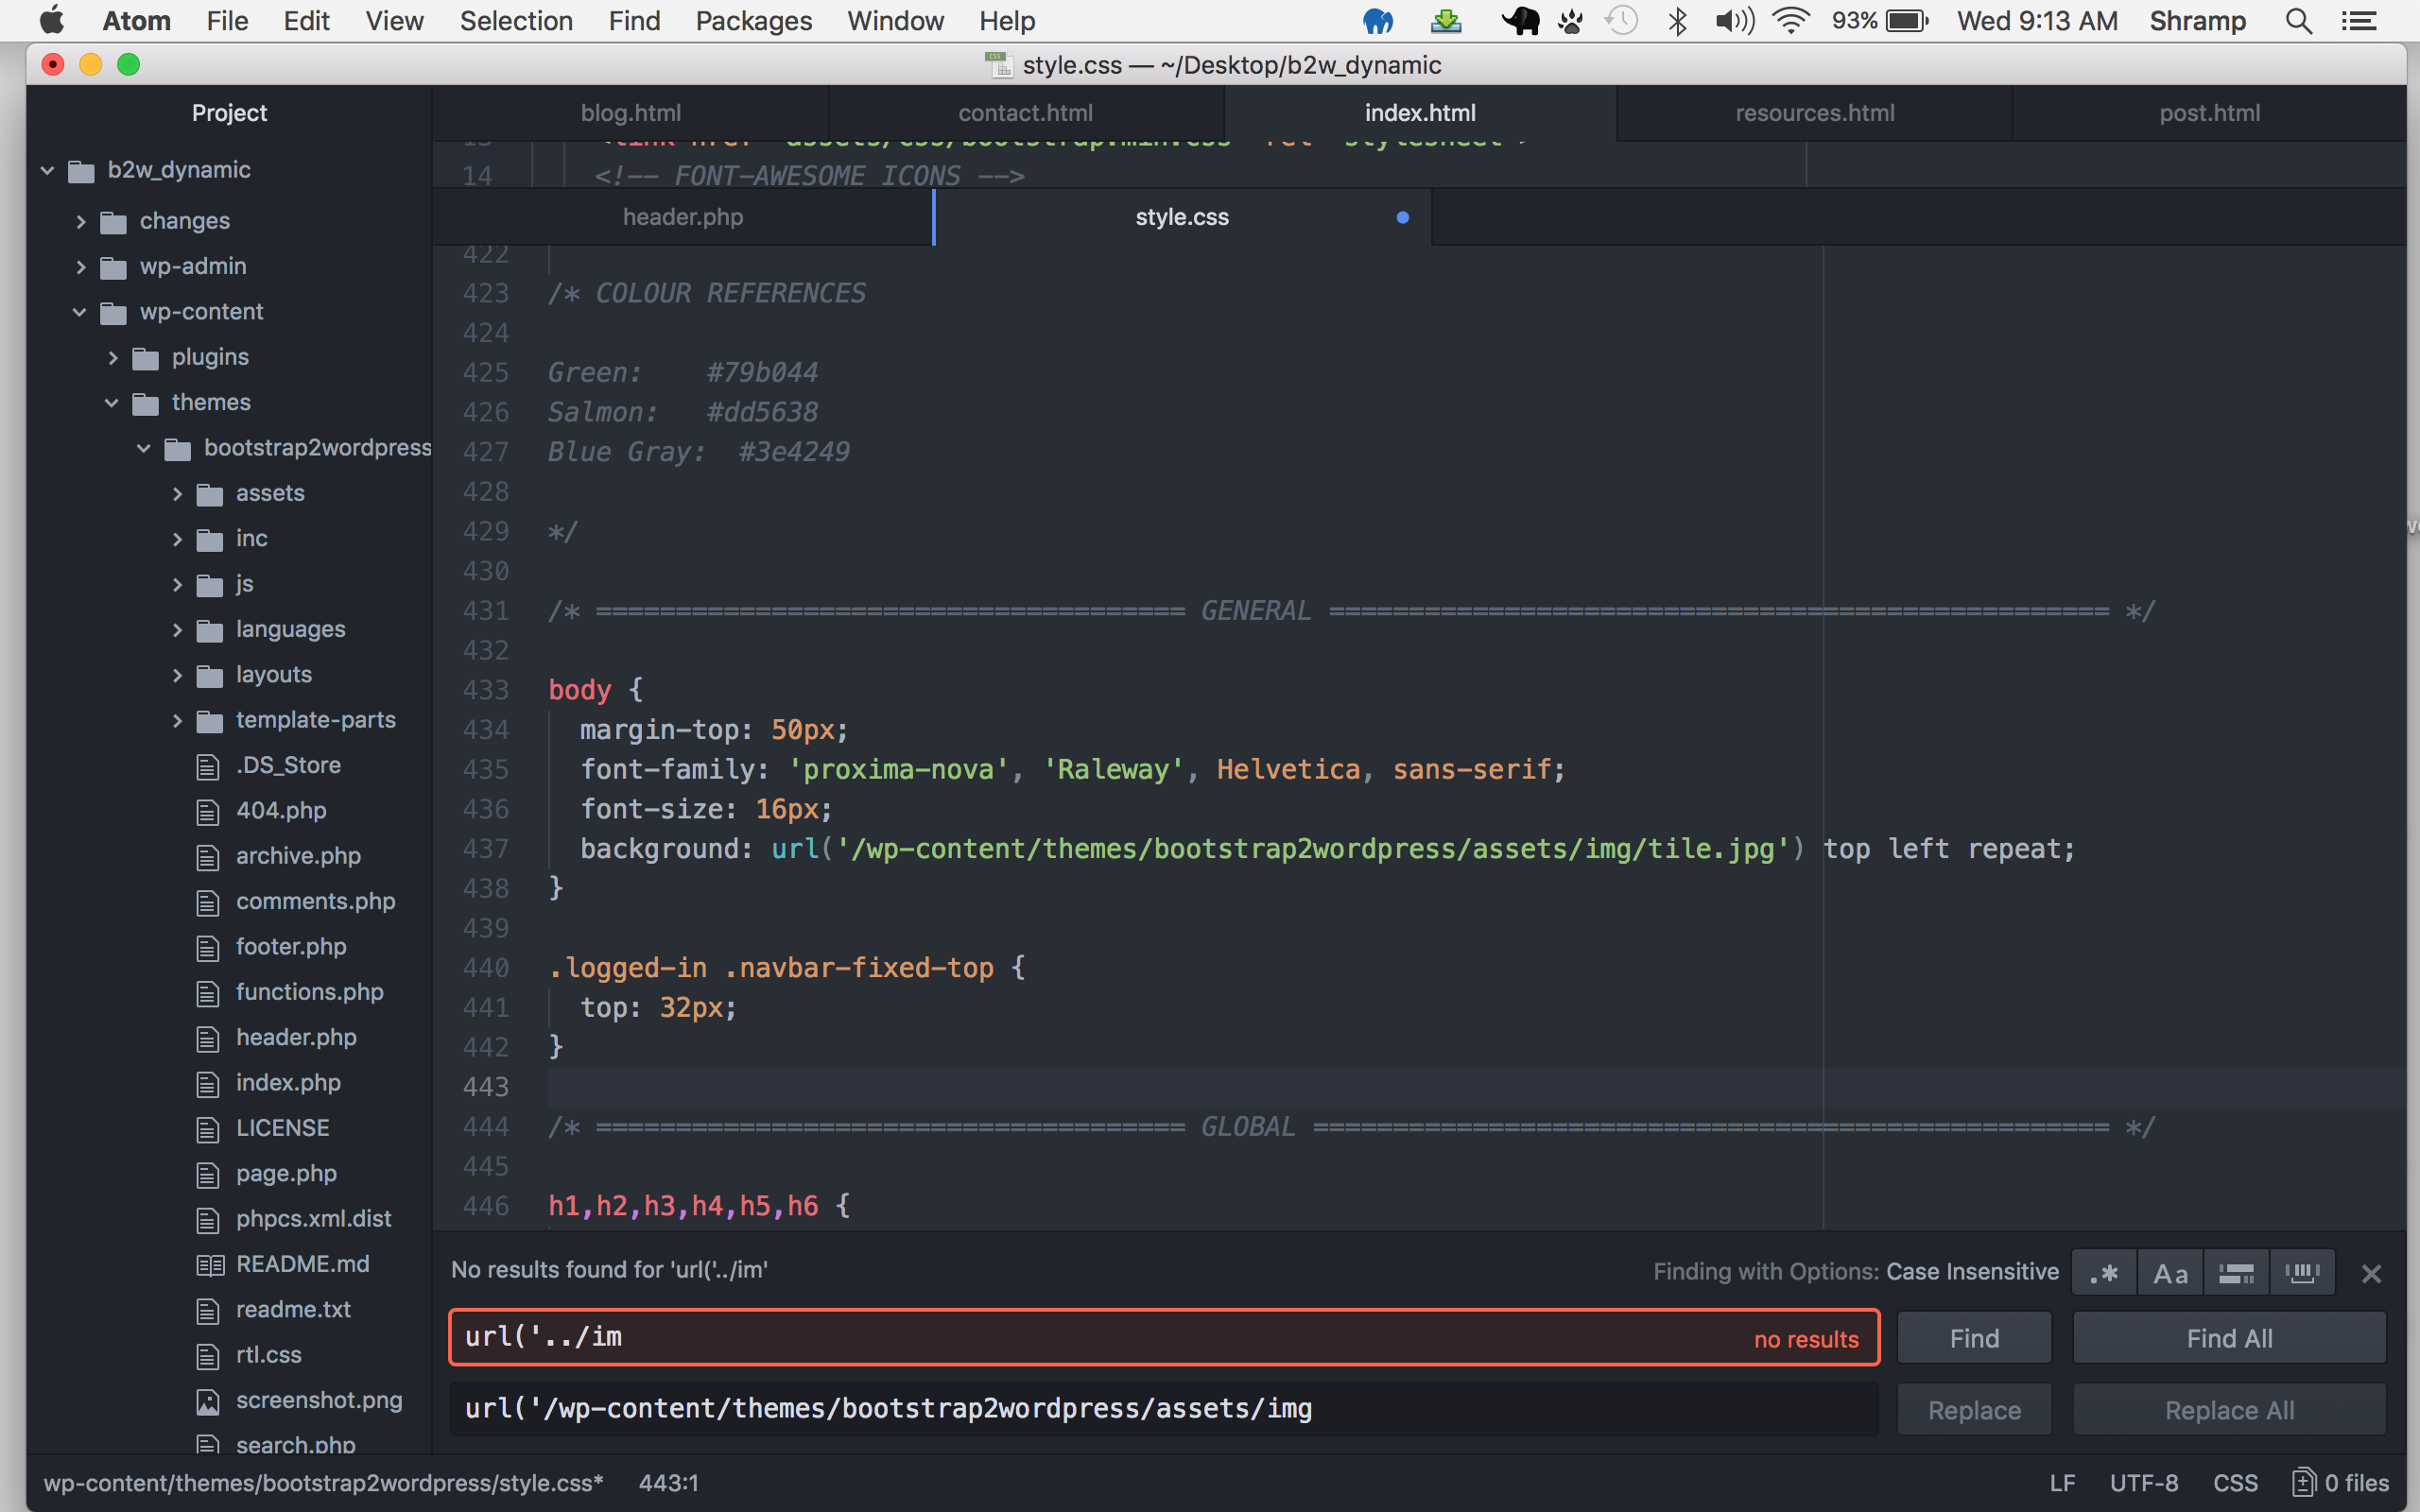 Atom File Edit View Selection Find Packages Window Help 93% Wed 9:13 AM Shramp
style.css — ~/Desktop/b2w_dynamic
Project
b2w_dynamic
changes
wp-admin
wp-content
plugins
themes
bootstrap2wordpress
assets
inc
js
languages
layouts
template-parts
.DS_Store
404.php
archive.php
comments.php
footer.php
functions.php
header.php
index.php
LICENSE
page.php
phpcs.xml.dist
README.md
readme.txt
rtl.css
screenshot.png
search.php
blog.html contact.html index.html resources.html post.html
13 <link href="assets/css/bootstrap.min.css" rel="stylesheet">
14 <!-- FONT-AWESOME ICONS -->
header.php style.css
422
423 /* COLOUR REFERENCES
424
425 Green: #79b044
426 Salmon: #dd5638
427 Blue Gray: #3e4249
428
429 */
430
431 /* ===================================== GENERAL ================================================= */
432
433 body {
434 margin-top: 50px;
435 font-family: 'proxima-nova', 'Raleway', Helvetica, sans-serif;
436 font-size: 16px;
437 background: url('/wp-content/themes/bootstrap2wordpress/assets/img/tile.jpg') top left repeat;
438 }
439
440 .logged-in .navbar-fixed-top {
441 top: 32px;
442 }
443
444 /* ===================================== GLOBAL ================================================== */
445
446 h1,h2,h3,h4,h5,h6 {
No results found for 'url('../im' Finding with Options: Case Insensitive .* Aa
url('../im no results Find Find All
url('/wp-content/themes/bootstrap2wordpress/assets/img Replace Replace All
wp-content/themes/bootstrap2wordpress/style.css* 443:1 LF UTF-8 CSS 0 files